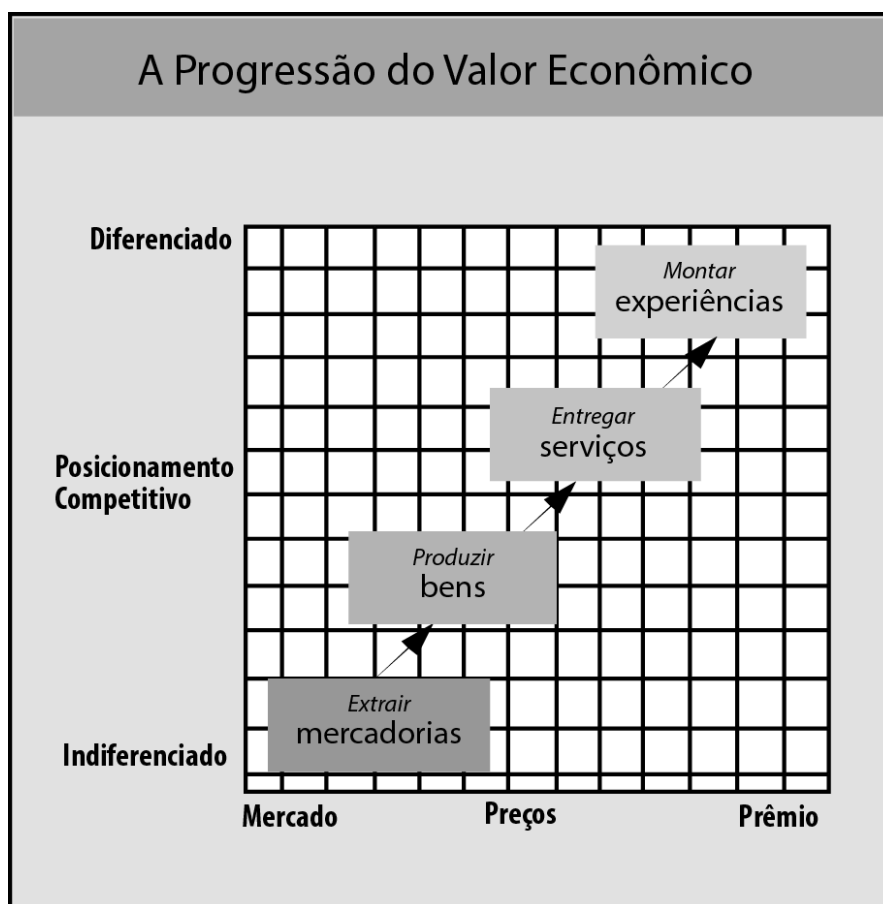 A Progressão do Valor Econômico
Diferenciado
Montar
experiências
Entregar
serviços
Posicionamento
Competitivo
Produzir
bens
Extrair
mercadorias
Indiferenciado
Mercado
Preços
Prêmio